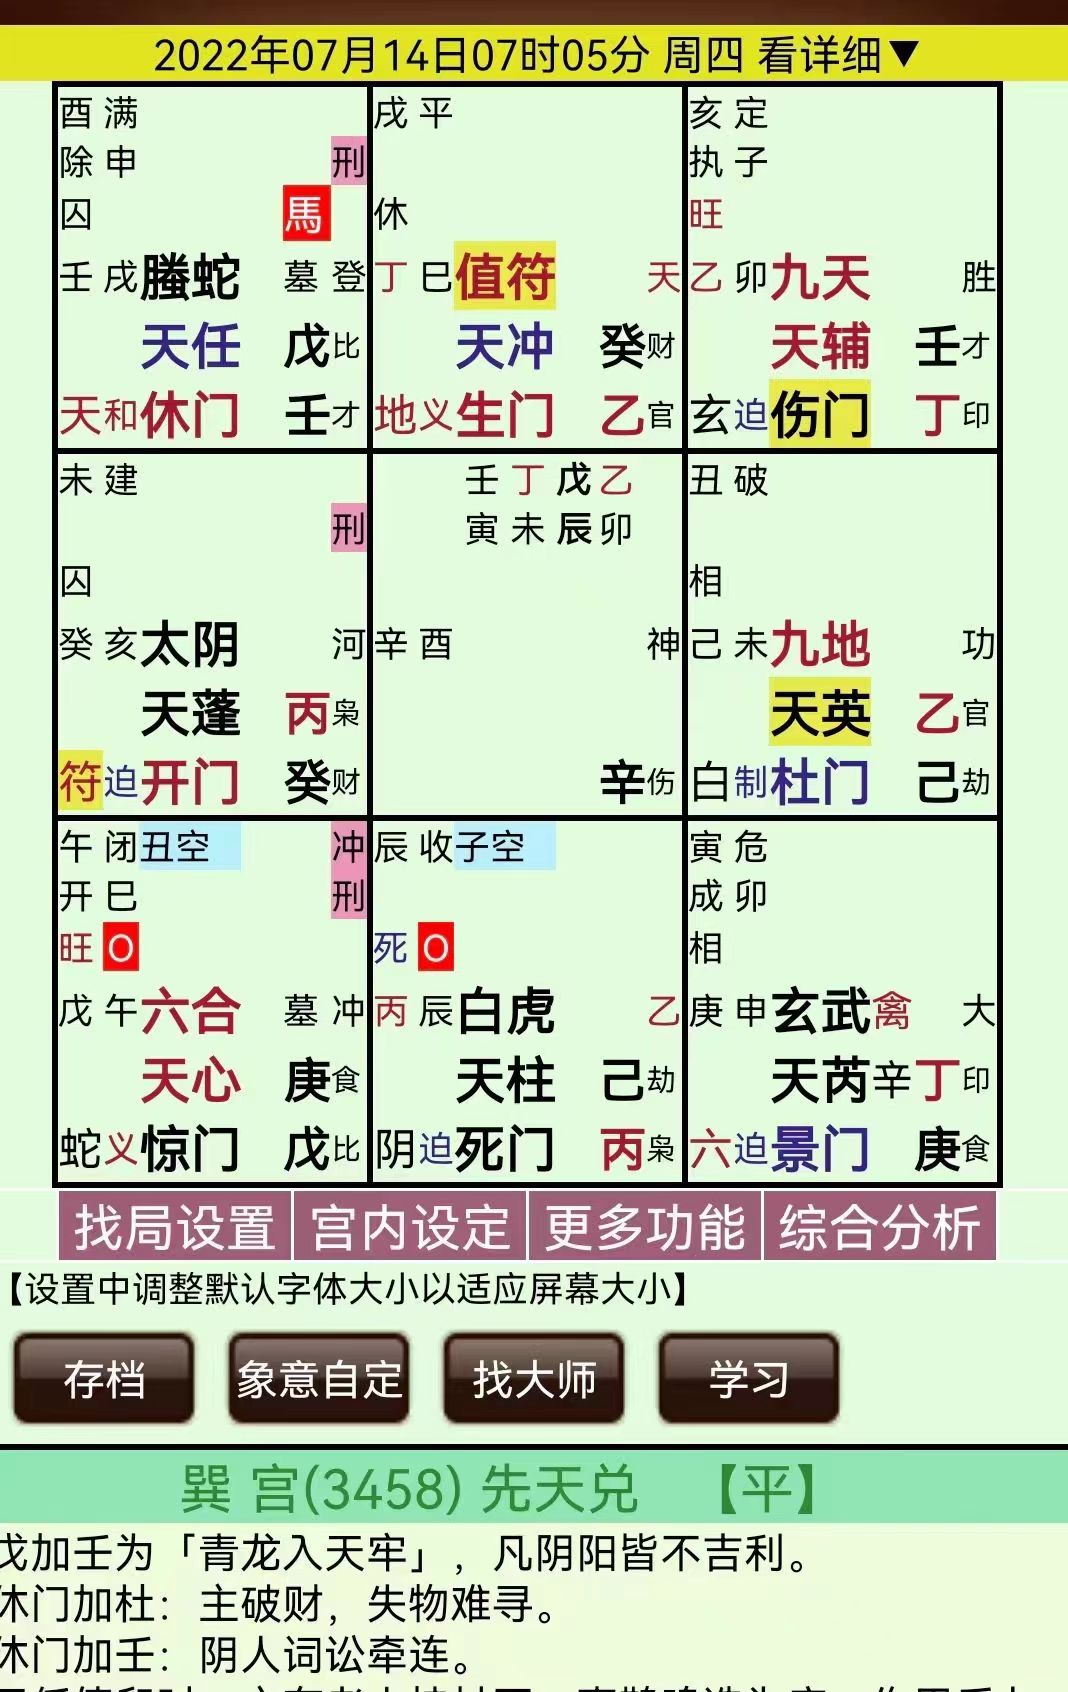 2022年07月14日07时05分 周四 看详细▼
酉 满
除 申 刑
囚 馬
壬 戌 螣蛇 墓 登
天任 戊 比
天 和 休门 壬 才
戌 平
休
丁 巳 值符 天
天冲 癸 财
地 义 生门 乙 官
亥 定
执 子
旺
乙 卯 九天 胜
天辅 壬 才
玄 迫 伤门 丁 印
未 建
刑
囚
癸 亥 太阴 河
天蓬 丙 枭
符 迫 开门 癸 财
壬 丁 戊 乙
寅 未 辰 卯
辛 酉 神
辛 伤
丑 破
相
己 未 九地 功
天英 乙 官
白 制 杜门 己 劫
午 闭 丑空 冲
开 巳 刑
旺 O
戊 午 六合 墓 冲
天心 庚 食
蛇 义 惊门 戊 比
辰 收 子空
死 O
丙 辰 白虎 乙
天柱 己 劫
阴 迫 死门 丙 枭
寅 危
成 卯
相
庚 申 玄武 禽 大
天芮 辛 丁 印
六 迫 景门 庚 食
找局设置 宫内设定 更多功能 综合分析
【设置中调整默认字体大小以适应屏幕大小】
存档 象意自定 找大师 学习
巽 宫(3458) 先天兑 【平】
戊加壬为「青龙入天牢」，凡阴阳皆不吉利。
休门加杜：主破财，失物难寻。
休门加壬：阴人词讼牵连。